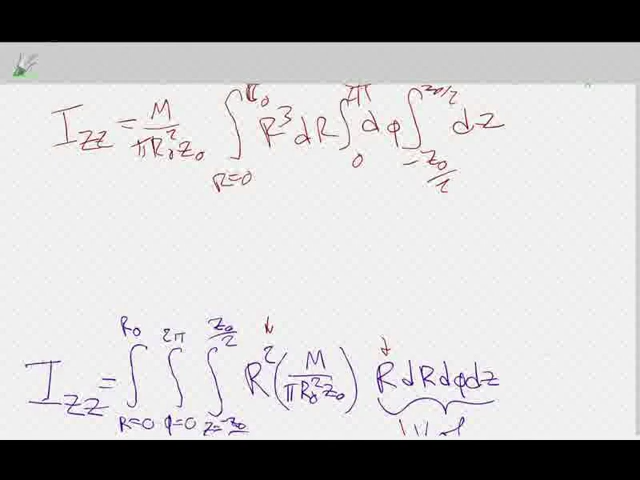 I_zz = M/(πR₀²z₀) ∫_{R=0}^{R₀} R³dR ∫_0^{2π} dφ ∫_{-z₀/2}^{z₀/2} dz
I_zz = ∫_{R=0}^{R₀} ∫_{φ=0}^{2π} ∫_{z=-z₀}^{z₀/2} R² (M/(πR₀²z₀)) R dR dφ dz